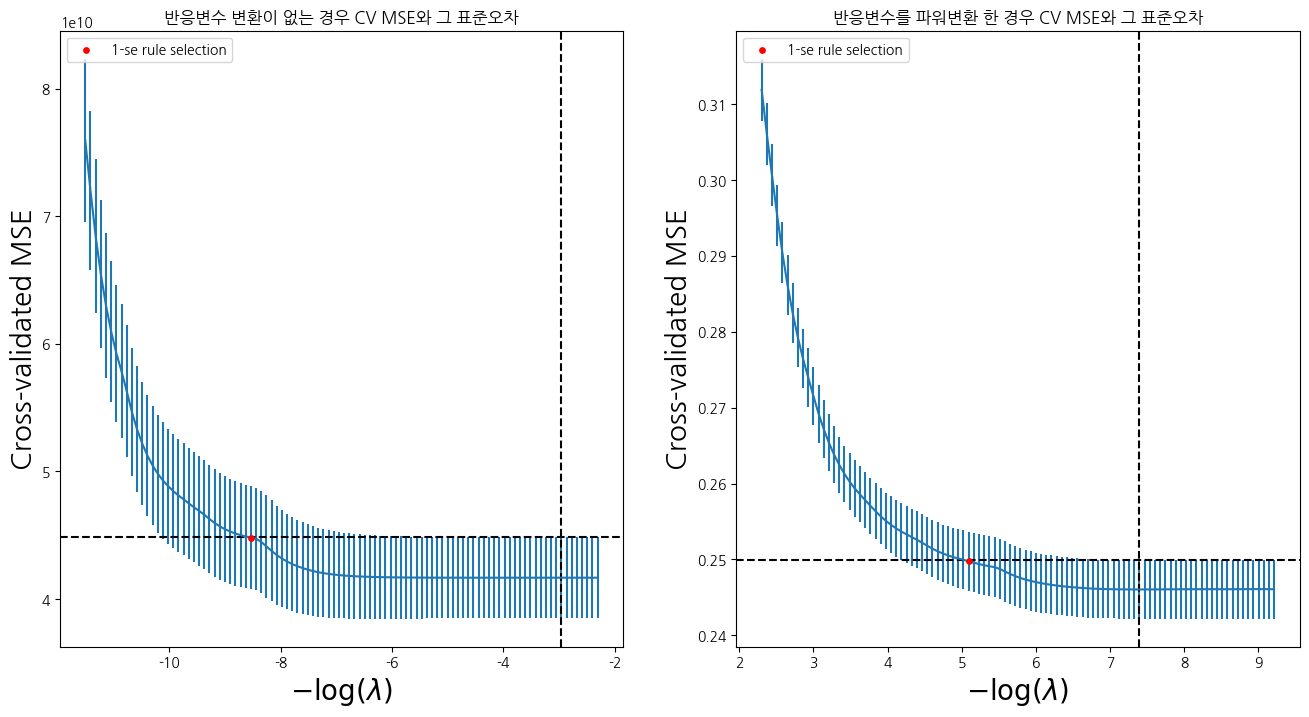 반응변수 변환이 없는 경우 CV MSE와 그 표준오차
1e10
1-se rule selection
8
7
6
5
4
Cross-validated MSE
-10
-8
-6
-4
-2
−log(λ)
반응변수를 파워변환 한 경우 CV MSE와 그 표준오차
1-se rule selection
0.31
0.30
0.29
0.28
0.27
0.26
0.25
0.24
Cross-validated MSE
2
3
4
5
6
7
8
9
−log(λ)